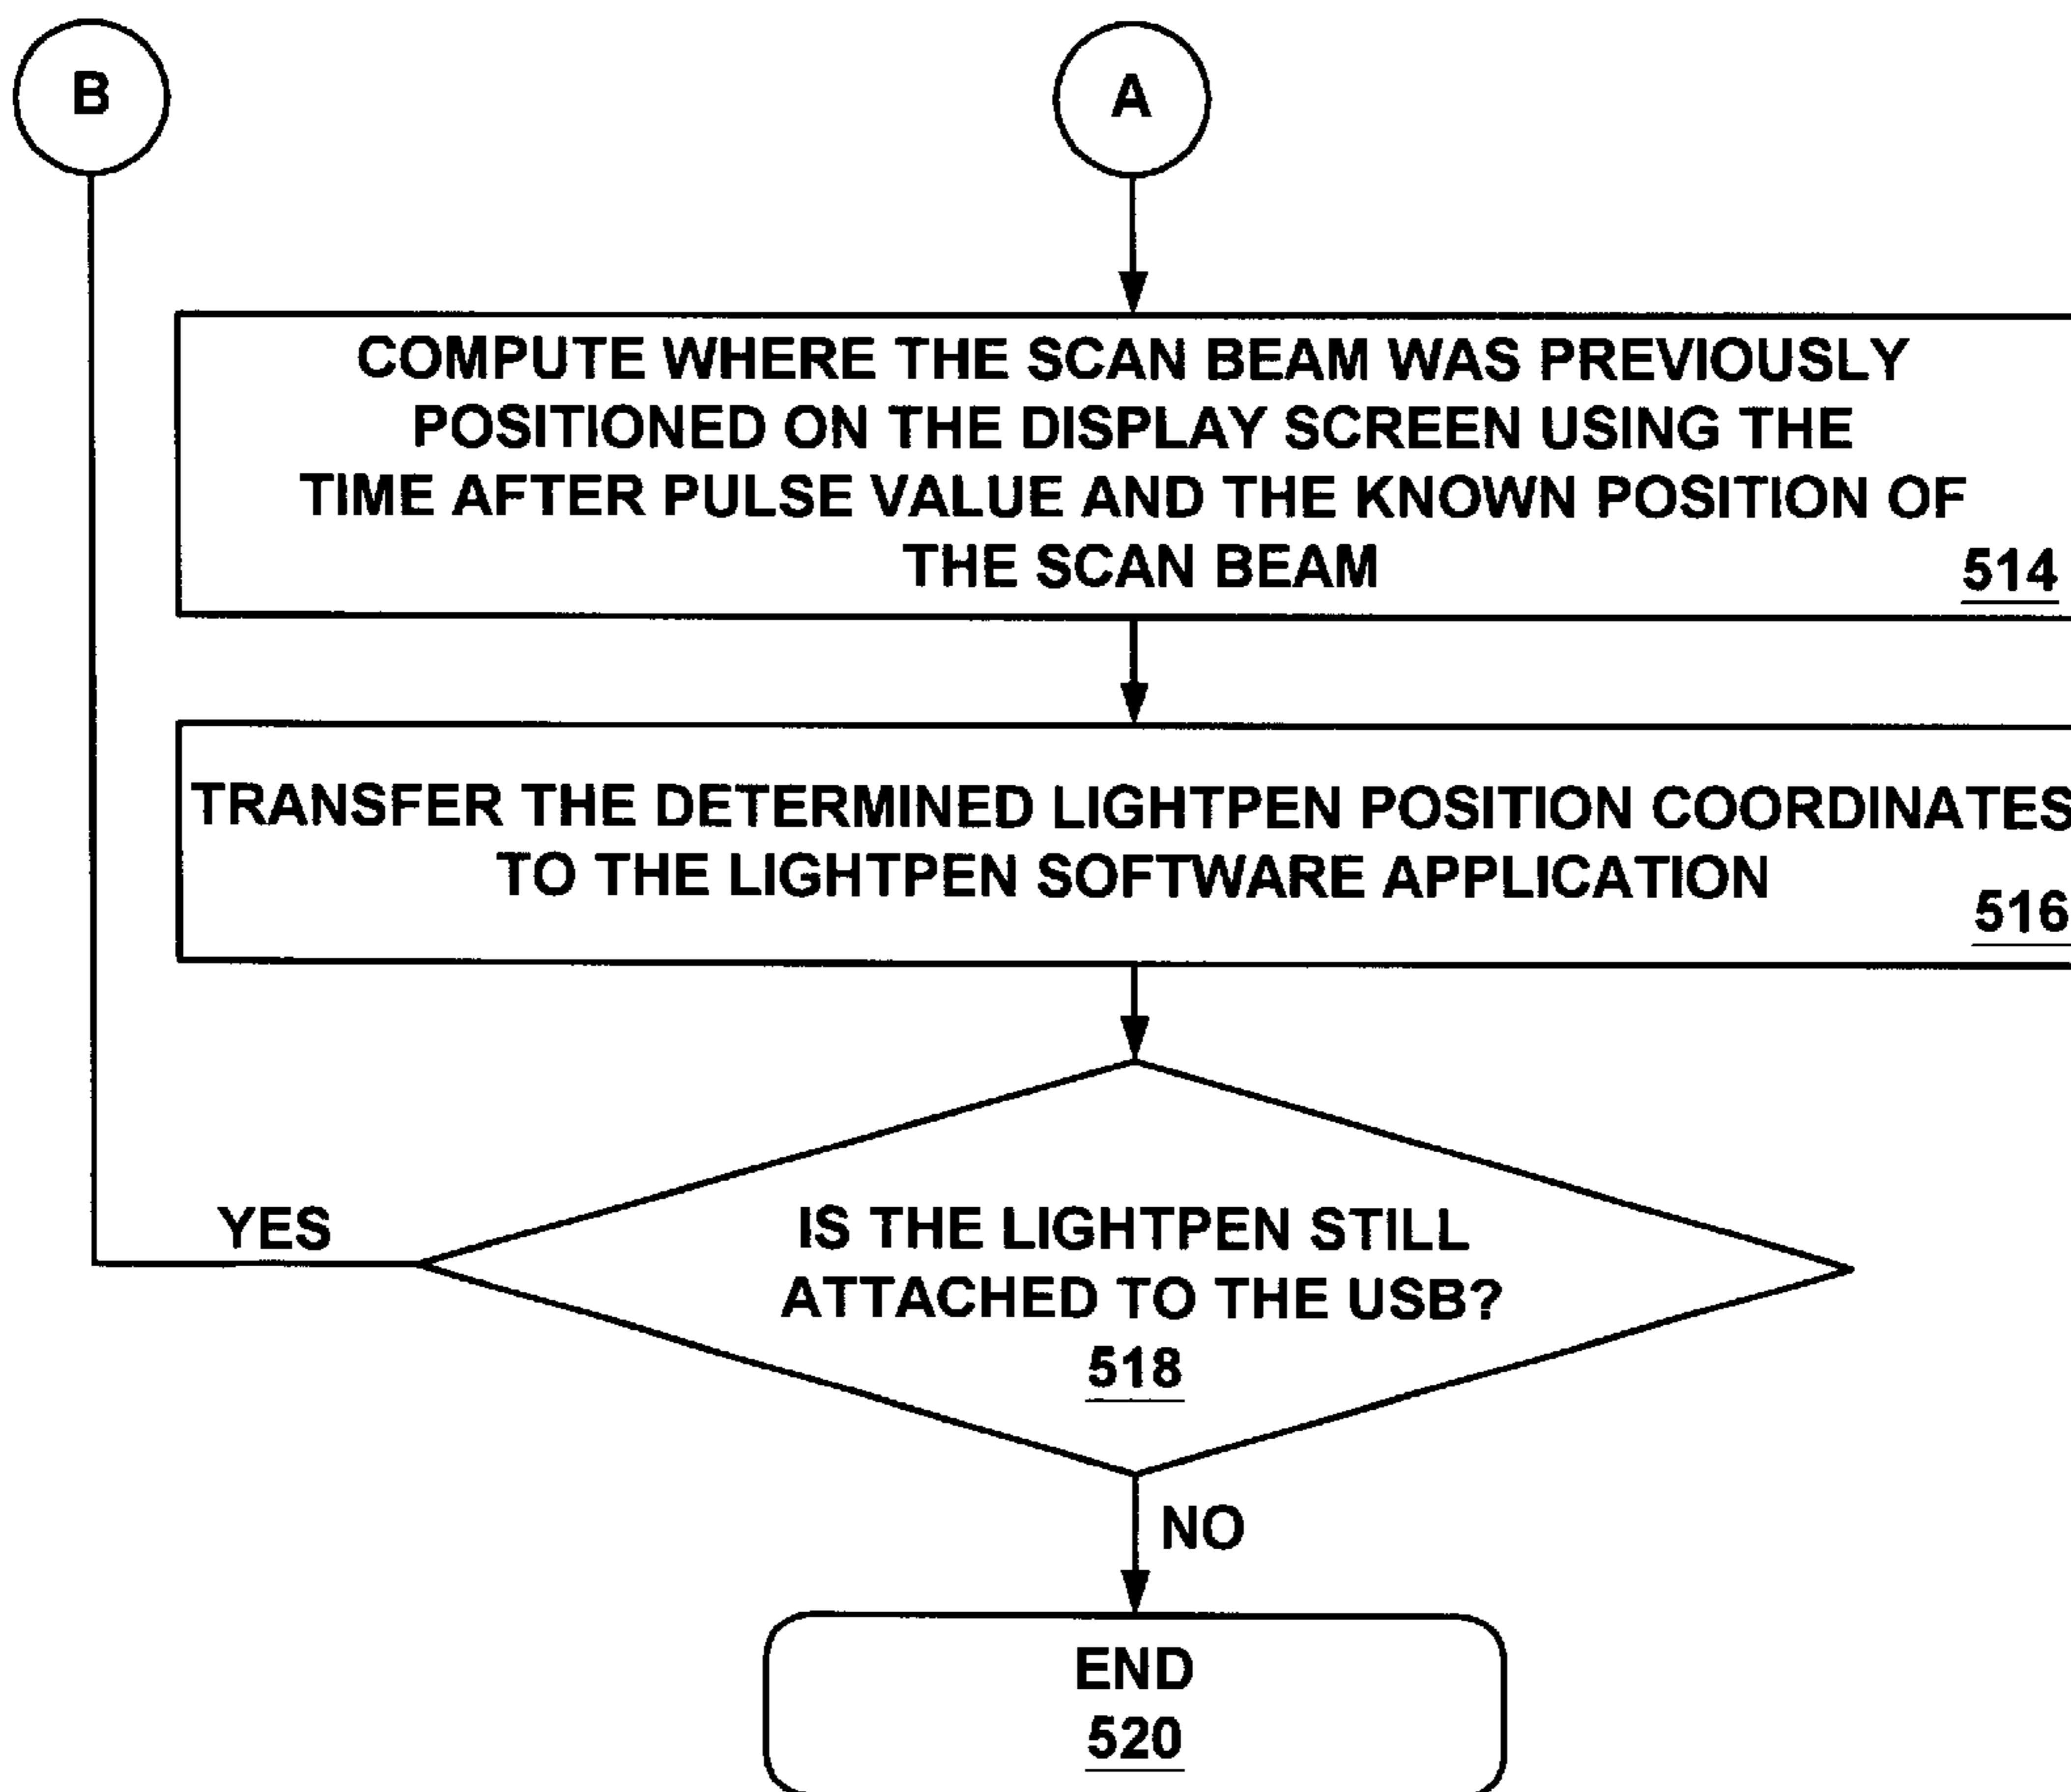 B
A
COMPUTE WHERE THE SCAN BEAM WAS PREVIOUSLY
POSITIONED ON THE DISPLAY SCREEN USING THE
TIME AFTER PULSE VALUE AND THE KNOWN POSITION OF
THE SCAN BEAM
514
TRANSFER THE DETERMINED LIGHTPEN POSITION COORDINATES
TO THE LIGHTPEN SOFTWARE APPLICATION
516
YES
IS THE LIGHTPEN STILL
ATTACHED TO THE USB?
518
NO
END
520